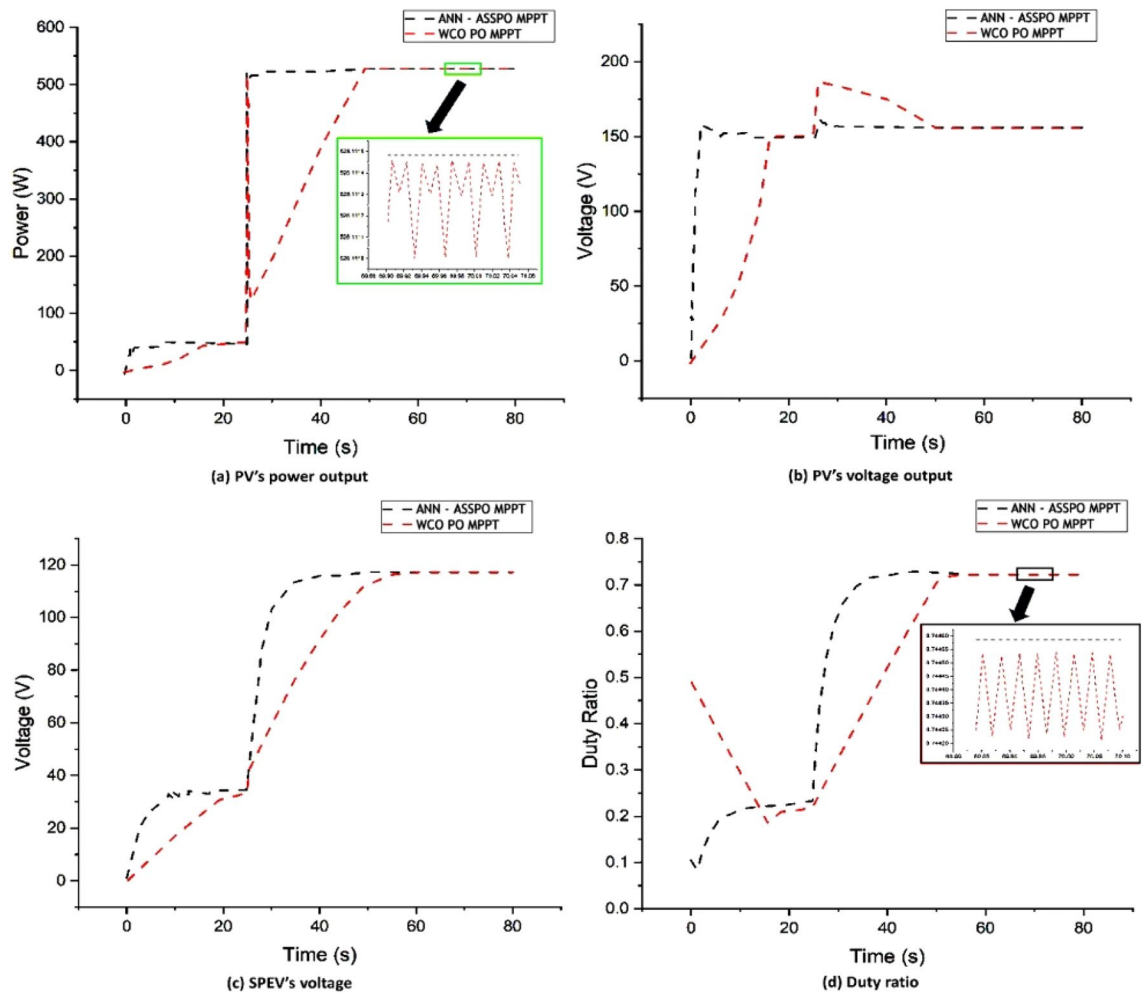 ANN - ASSPO MPPT
WCO PO MPPT
600
500
400
300
200
100
0
Power (W)
0 20 40 60 80
Time (s)
(a) PV's power output
ANN - ASSPO MPPT
WCO PO MPPT
200
150
100
50
0
Voltage (V)
0 20 40 60 80
Time (s)
(b) PV's voltage output
ANN - ASSPO MPPT
WCO PO MPPT
120
100
80
60
40
20
0
Voltage (V)
0 20 40 60 80
Time (s)
(c) SPEV's voltage
ANN - ASSPO MPPT
WCO PO MPPT
0.8
0.7
0.6
0.5
0.4
0.3
0.2
0.1
0.0
Duty Ratio
0 20 40 60 80
Time (s)
(d) Duty ratio